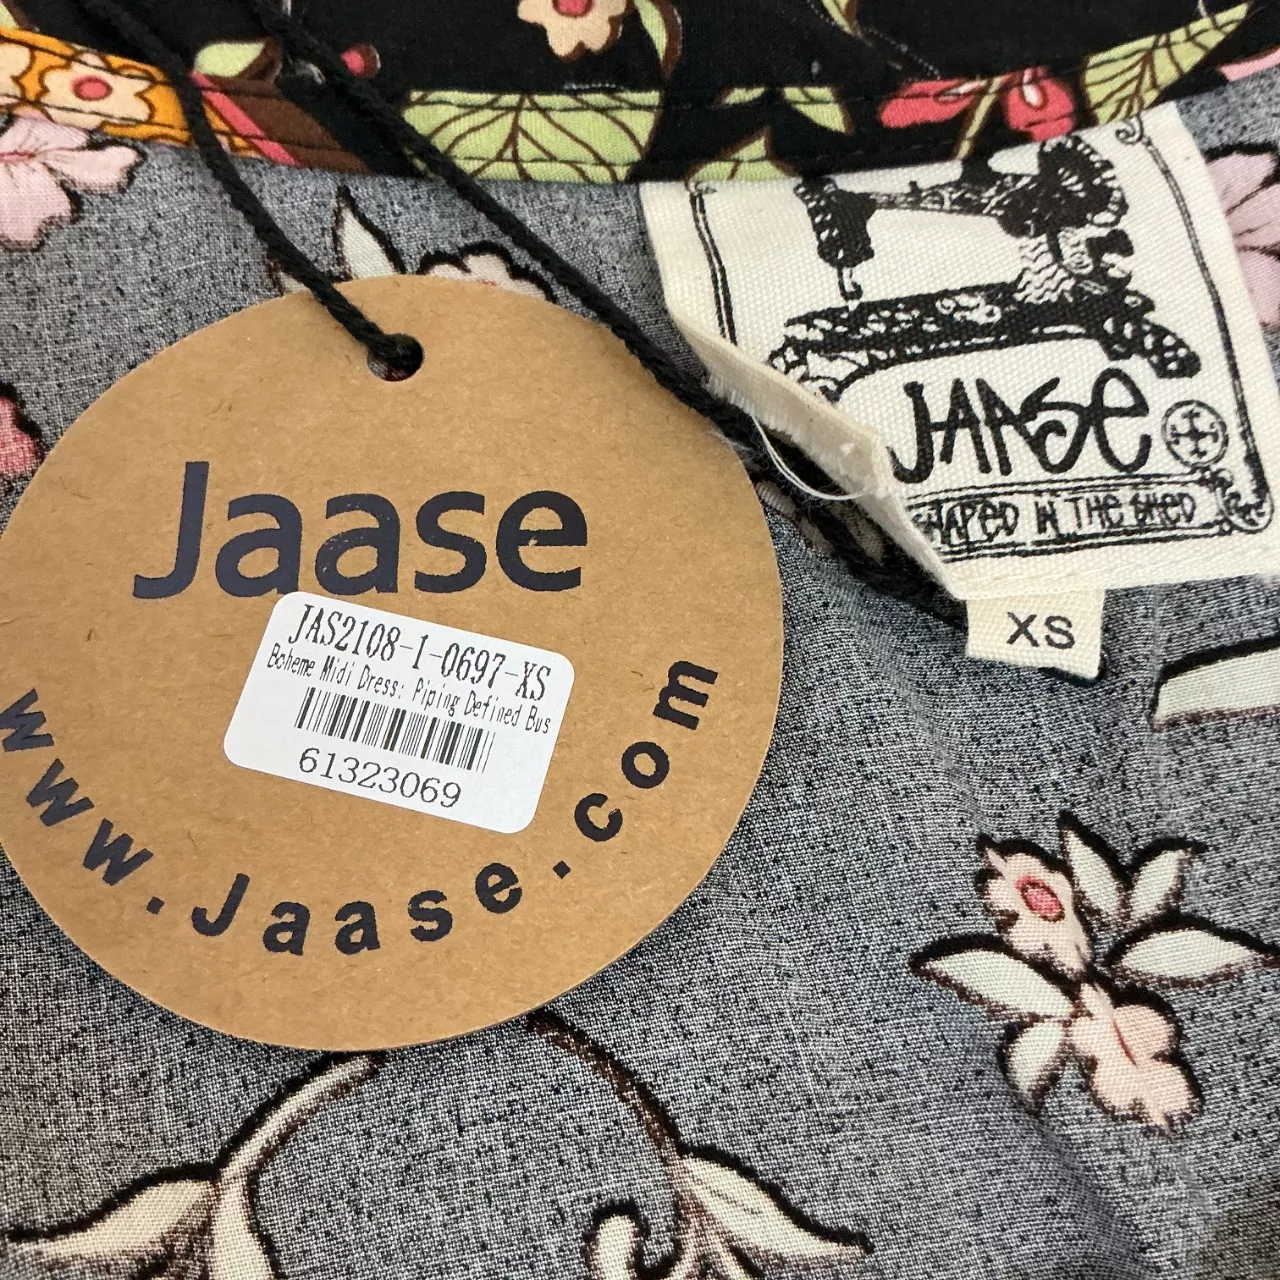 Jaase
JAS2108-1-0697-XS
Boheme Midi Dress: Piping Defined Bus
61323069
www.Jaase.com
JAASE
SHAPED IN THE SHED
XS